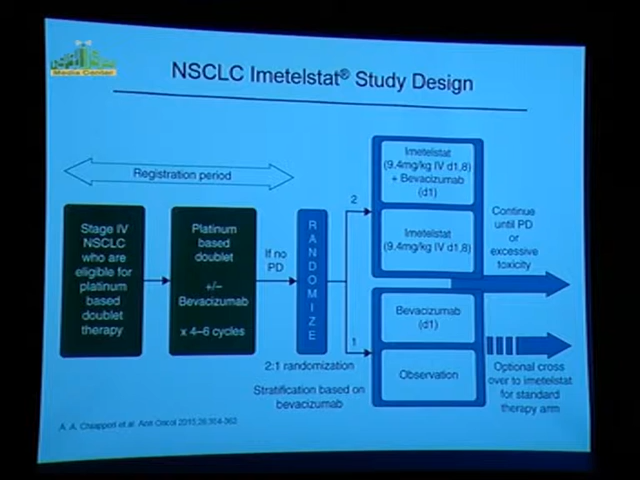 Media Center
NSCLC Imetelstat® Study Design
Registration period
Stage IV
NSCLC
who are
eligible for
platinum
based
doublet
therapy
Platinum
based
doublet
+/–
Bevacizumab
x 4–6 cycles
If no
PD
RANDOMIZE
2:1 randomization
Stratification based on
bevacizumab
2
Imetelstat
(9.4mg/kg IV d1,8)
+ Bevacizumab
(d1)
Imetelstat
(9.4mg/kg IV d1,8)
Continue
until PD
or
excessive
toxicity
1
Bevacizumab
(d1)
Observation
Optional cross
over to imetelstat
for standard
therapy arm
A. A. Chiappori et al. Ann Oncol 2015;26:354-362